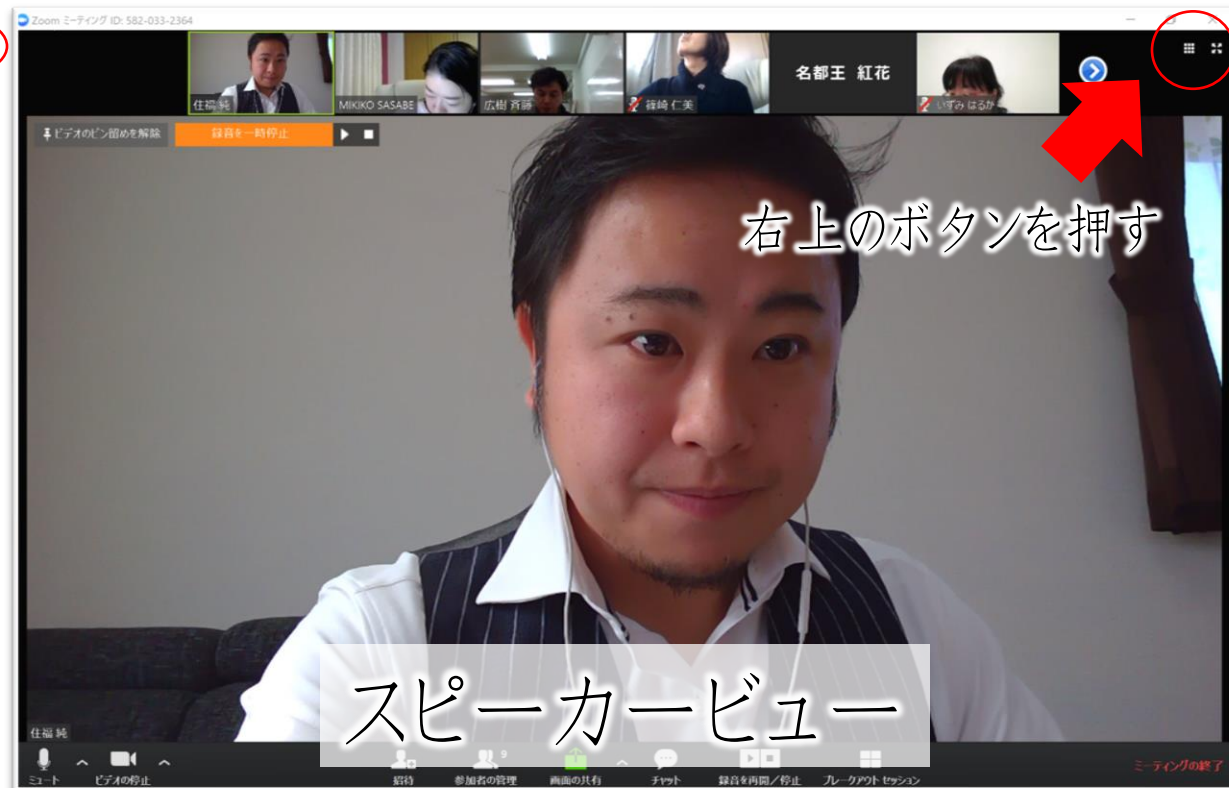 Zoom ミーティング ID: 582-033-2364
住福 純
MIKIKO SASABE
広樹 斉藤
篠崎 仁美
名都王 紅花
いずみ はるか
ビデオのピン留めを解除
録音を一時停止
右上のボタンを押す
スピーカービュー
住福 純
ミュート
ビデオの停止
招待
9
参加者の管理
画面の共有
チャット
録音を再開/停止
ブレークアウト セッション
ミーティングの終了